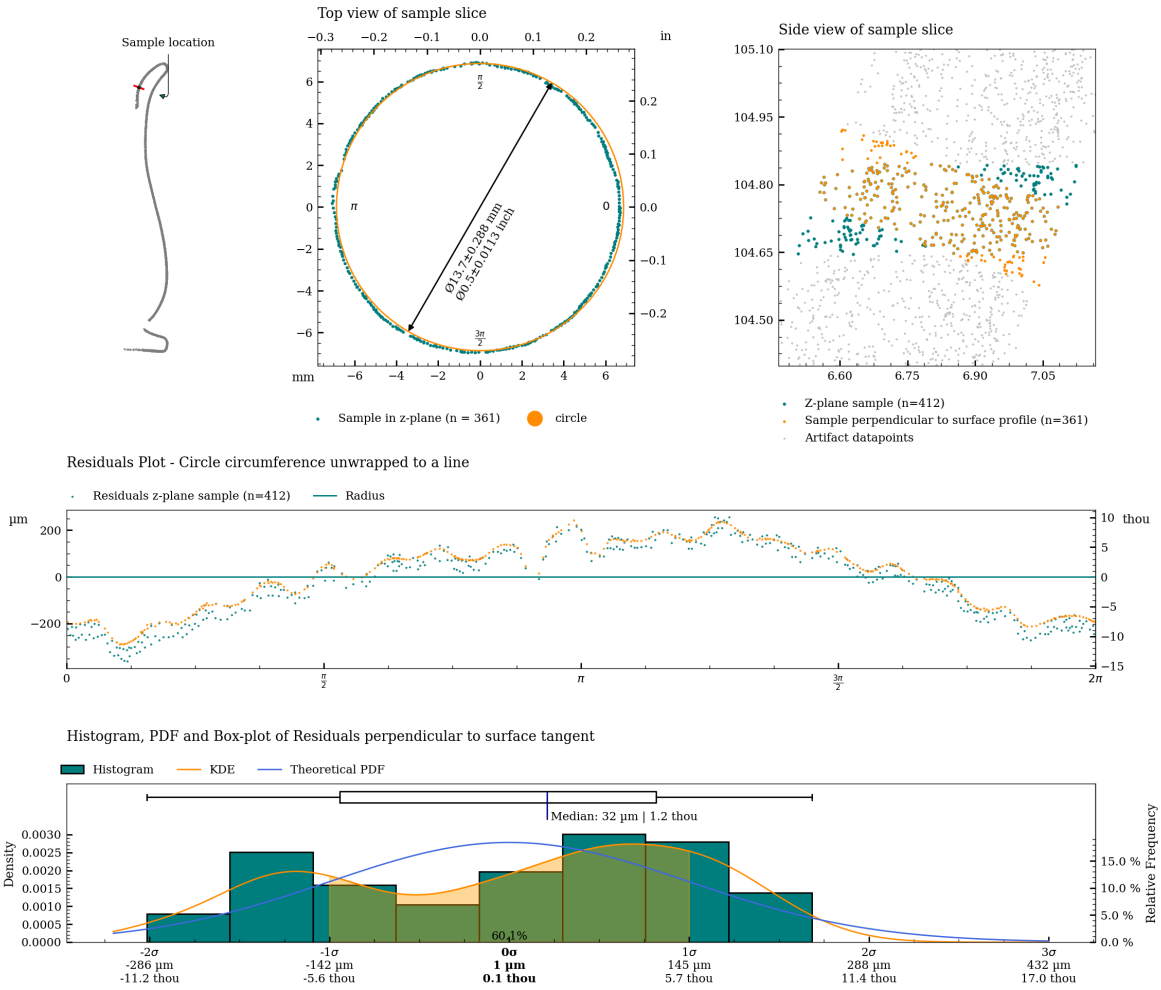 Sample location
Top view of sample slice
−0.3 −0.2 −0.1 0.0 0.1 0.2 in
6
4
2
0
−2
−4
−6
0.2
0.1
0.0
−0.1
−0.2
π/2
π
0
3π/2
Ø13.7±0.288 mm
Ø0.5±0.0113 inch
mm −6 −4 −2 0 2 4 6
Sample in z-plane (n = 361) circle
Side view of sample slice
105.10
104.95
104.80
104.65
104.50
6.60 6.75 6.90 7.05
Z-plane sample (n=412)
Sample perpendicular to surface profile (n=361)
Artifact datapoints
Residuals Plot - Circle circumference unwrapped to a line
Residuals z-plane sample (n=412) Radius
µm
200
0
−200
10 thou
5
0
−5
−10
−15
0 π/2 π 3π/2 2π
Histogram, PDF and Box-plot of Residuals perpendicular to surface tangent
Histogram KDE Theoretical PDF
Median: 32 µm | 1.2 thou
Density
0.0030
0.0025
0.0020
0.0015
0.0010
0.0005
0.0000
Relative Frequency
15.0 %
10.0 %
5.0 %
0.0 %
60.1%
-2σ -1σ 0σ 1σ 2σ 3σ
-286 µm -142 µm 1 µm 145 µm 288 µm 432 µm
-11.2 thou -5.6 thou 0.1 thou 5.7 thou 11.4 thou 17.0 thou